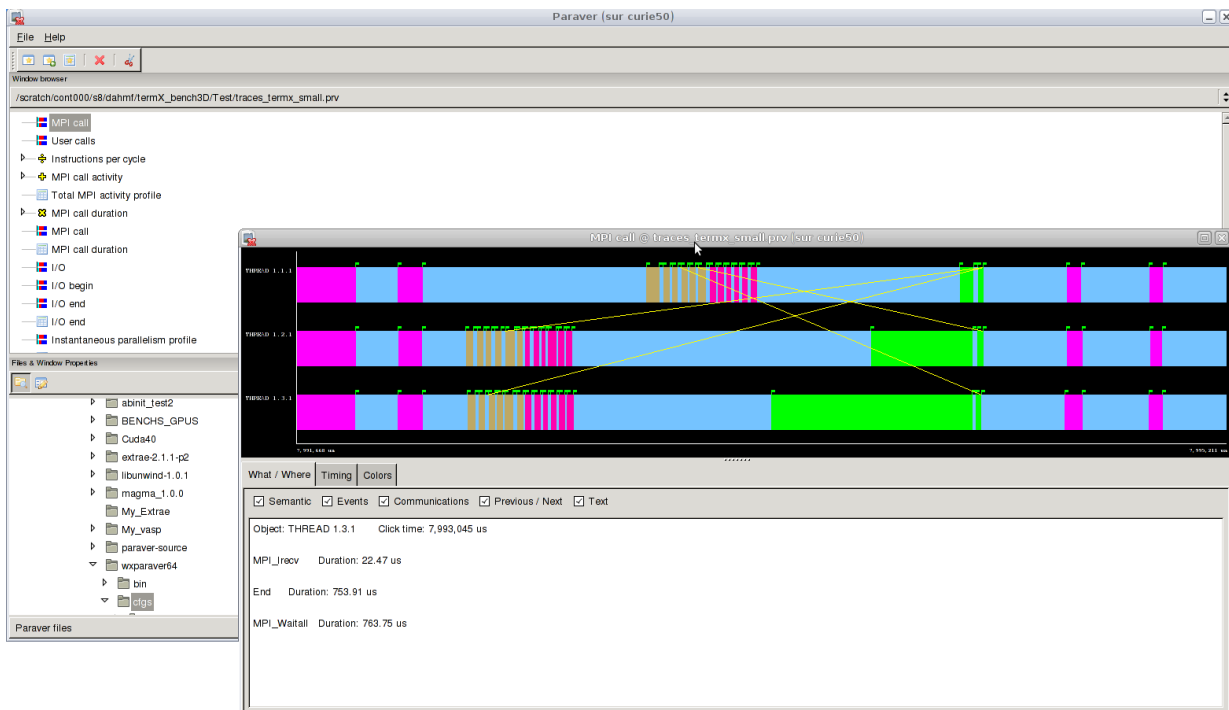 Paraver (sur curie50)
File Help
Window browser
/scratch/cont000/s8/dahmf/termX_bench3D/Test/traces_termx_small.prv
MPI call
User calls
Instructions per cycle
MPI call activity
Total MPI activity profile
MPI call duration
MPI call
MPI call duration
I/O
I/O begin
I/O end
I/O end
Instantaneous parallelism profile
Files & Window Properties
abinit_test2
BENCHS_GPUS
Cuda40
extrae-2.1.1-p2
libunwind-1.0.1
magma_1.0.0
My_Extrae
My_vasp
paraver-source
wxparaver64
bin
cfgs
Paraver files
MPI call @ traces_termx_small.prv (sur curie50)
THREAD 1.1.1
THREAD 1.2.1
THREAD 1.3.1
7,995,211 us
What / Where Timing Colors
Semantic Events Communications Previous / Next Text
Object: THREAD 1.3.1 Click time: 7,993,045 us
MPI_Irecv Duration: 22.47 us
End Duration: 753.91 us
MPI_Waitall Duration: 763.75 us